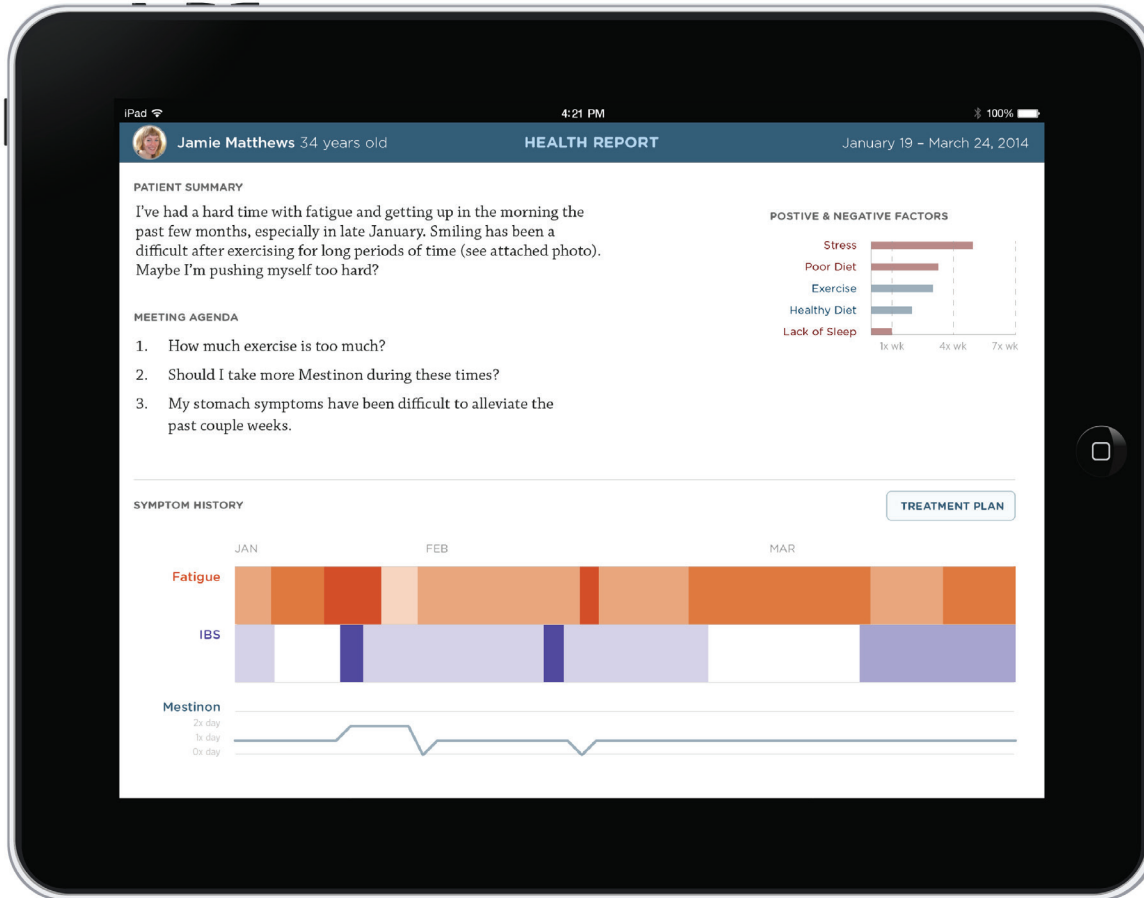 iPad
4:21 PM
100%
Jamie Matthews 34 years old
HEALTH REPORT
January 19 – March 24, 2014
PATIENT SUMMARY
I've had a hard time with fatigue and getting up in the morning the
past few months, especially in late January. Smiling has been a
difficult after exercising for long periods of time (see attached photo).
Maybe I'm pushing myself too hard?
MEETING AGENDA
1. How much exercise is too much?
2. Should I take more Mestinon during these times?
3. My stomach symptoms have been difficult to alleviate the
past couple weeks.
POSTIVE & NEGATIVE FACTORS
Stress
Poor Diet
Exercise
Healthy Diet
Lack of Sleep
1x wk 4x wk 7x wk
SYMPTOM HISTORY
TREATMENT PLAN
JAN FEB MAR
Fatigue
IBS
Mestinon
2x day
1x day
0x day